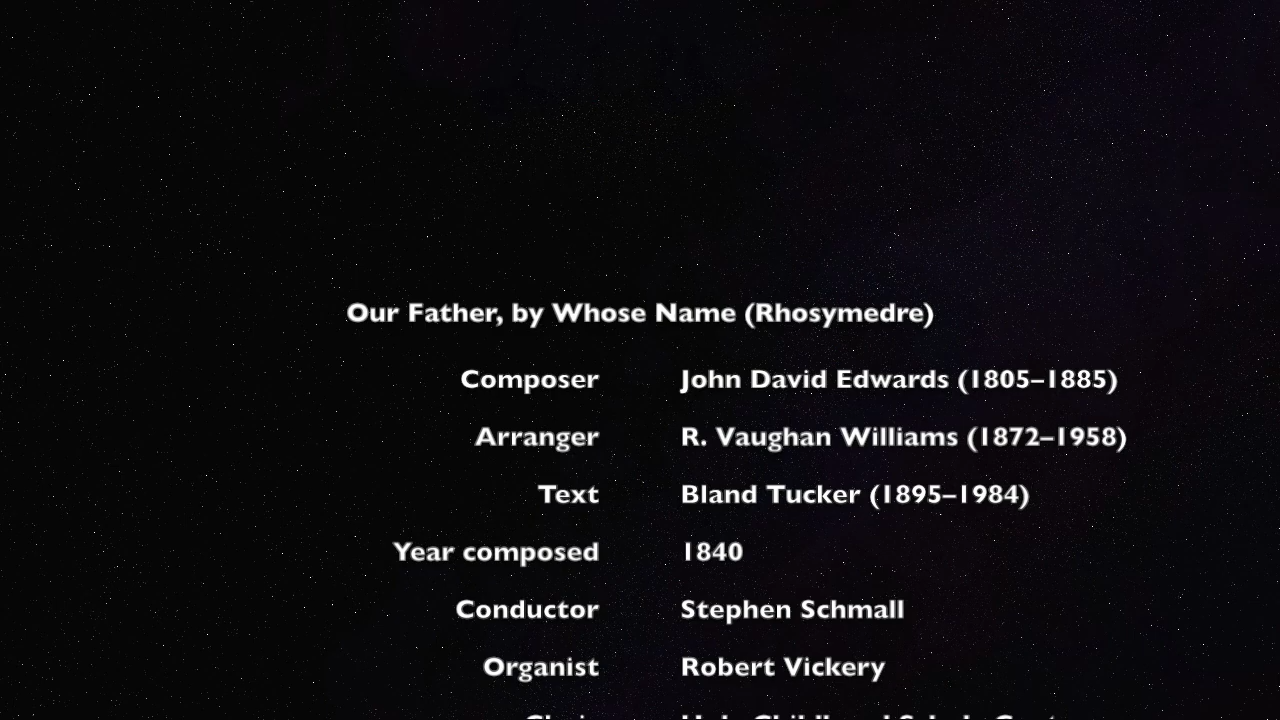 Our Father, by Whose Name (Rhosymedre)
Composer John David Edwards (1805–1885)
Arranger R. Vaughan Williams (1872–1958)
Text Bland Tucker (1895–1984)
Year composed 1840
Conductor Stephen Schmall
Organist Robert Vickery